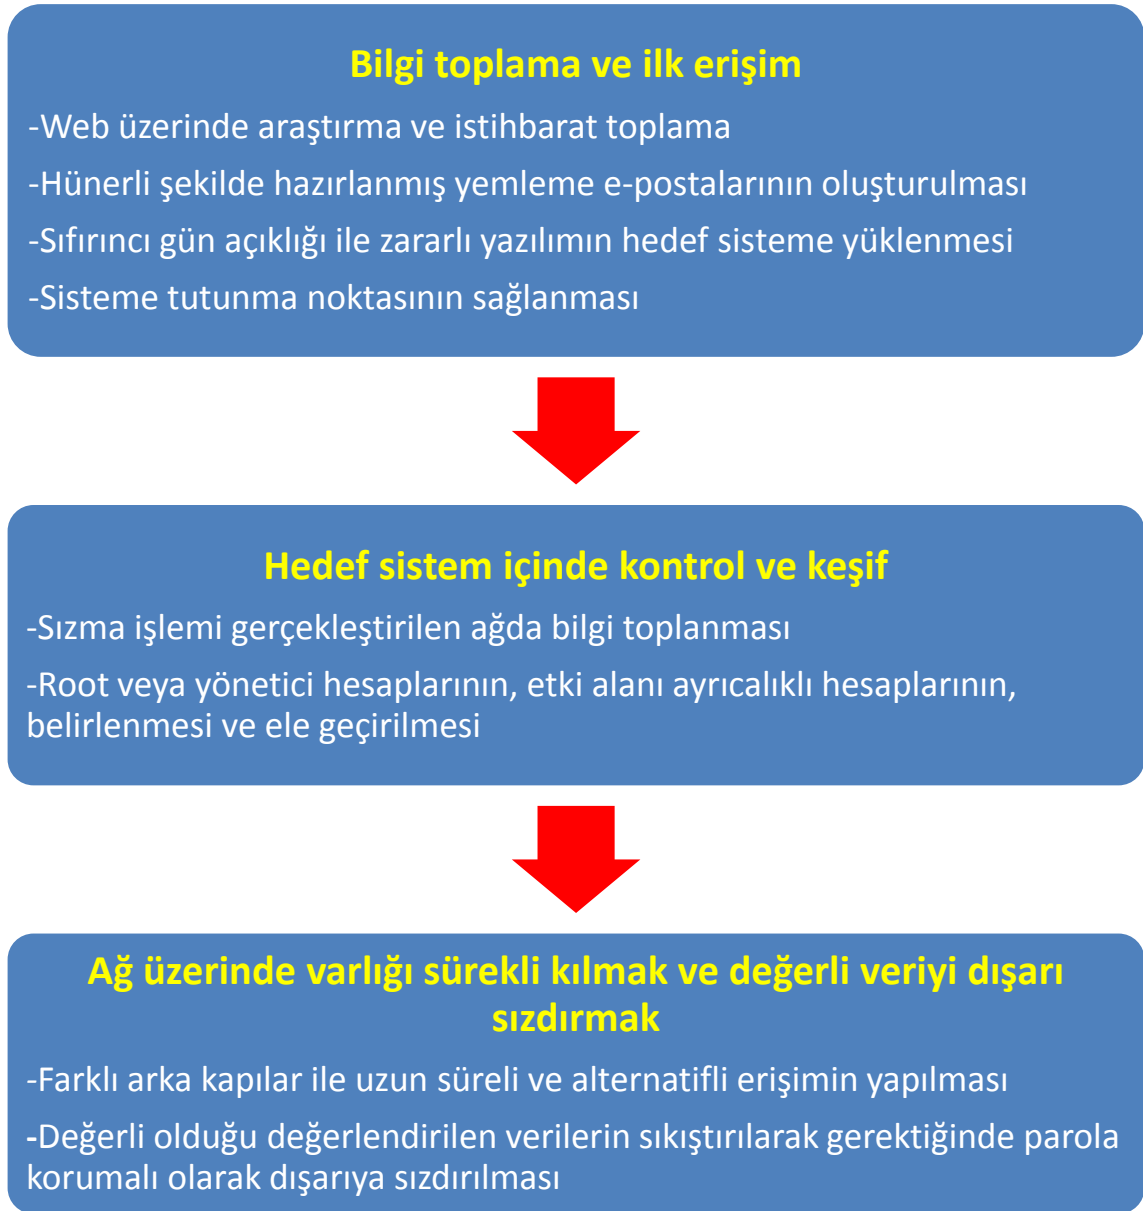 Bilgi toplama ve ilk erişim
-Web üzerinde araştırma ve istihbarat toplama
-Hünerli şekilde hazırlanmış yemleme e-postalarının oluşturulması
-Sıfırıncı gün açıklığı ile zararlı yazılımın hedef sisteme yüklenmesi
-Sisteme tutunma noktasının sağlanması
Hedef sistem içinde kontrol ve keşif
-Sızma işlemi gerçekleştirilen ağda bilgi toplanması
-Root veya yönetici hesaplarının, etki alanı ayrıcalıklı hesaplarının,
belirlenmesi ve ele geçirilmesi
Ağ üzerinde varlığı sürekli kılmak ve değerli veriyi dışarı
sızdırmak
-Farklı arka kapılar ile uzun süreli ve alternatifli erişimin yapılması
-Değerli olduğu değerlendirilen verilerin sıkıştırılarak gerektiğinde parola
korumalı olarak dışarıya sızdırılması